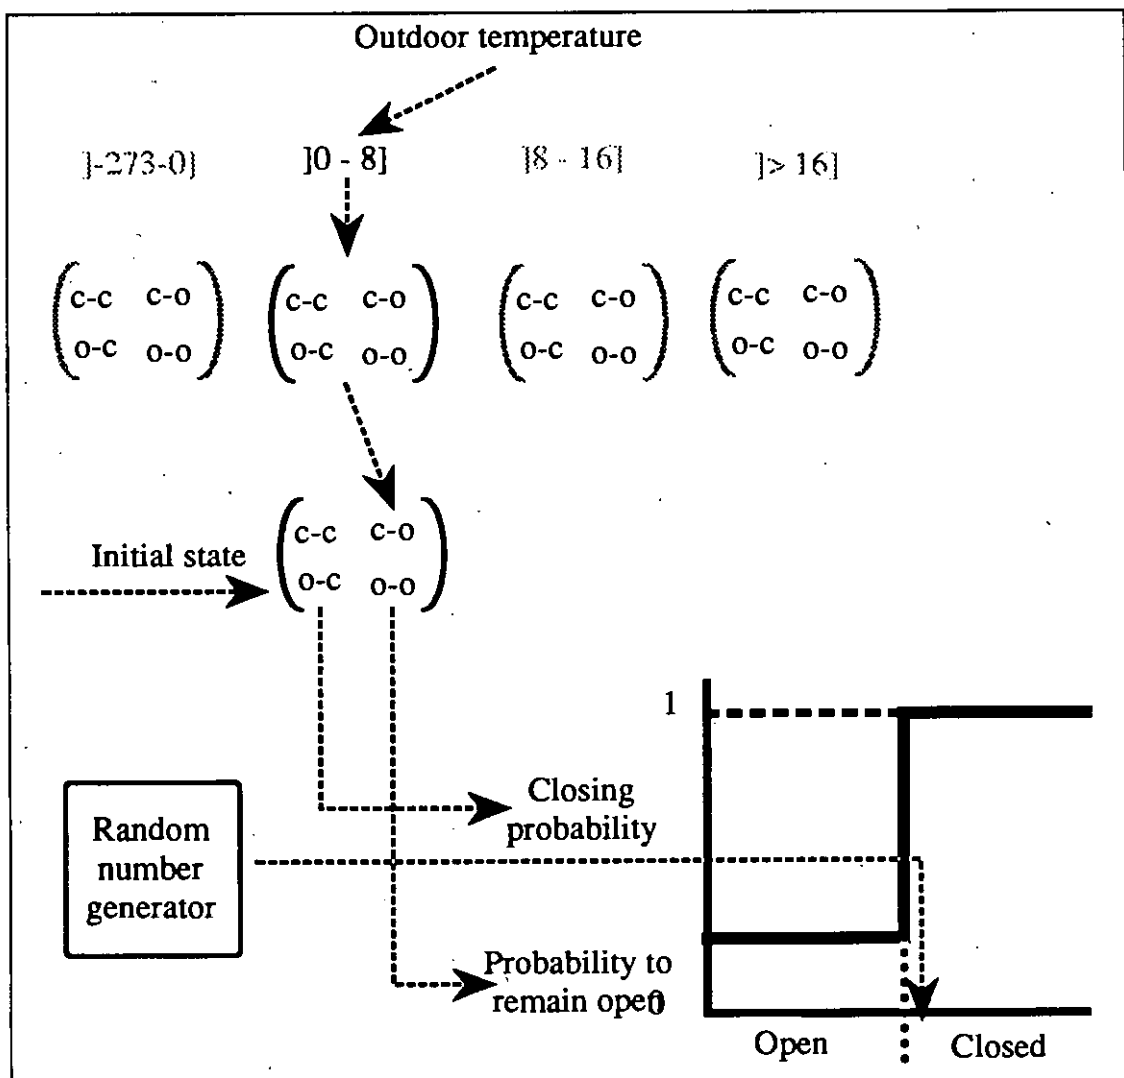 Outdoor temperature
]-273-0] ]0 - 8] ]8 - 16] ]> 16]
c-c c-o c-c c-o c-c c-o c-c c-o
o-c o-o o-c o-o o-c o-o o-c o-o
c-c c-o
Initial state
o-c o-o
1
Closing
probability
Random
number
generator
Probability to
remain open
0
Open Closed